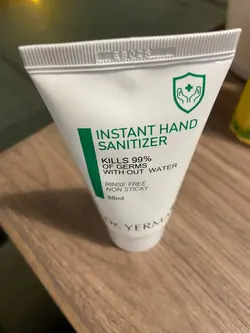 INSTANT HAND
SANITIZER
KILLS 99%
OF GERMS
WITH OUT WATER
RINSE FREE
NON STICKY
50ml